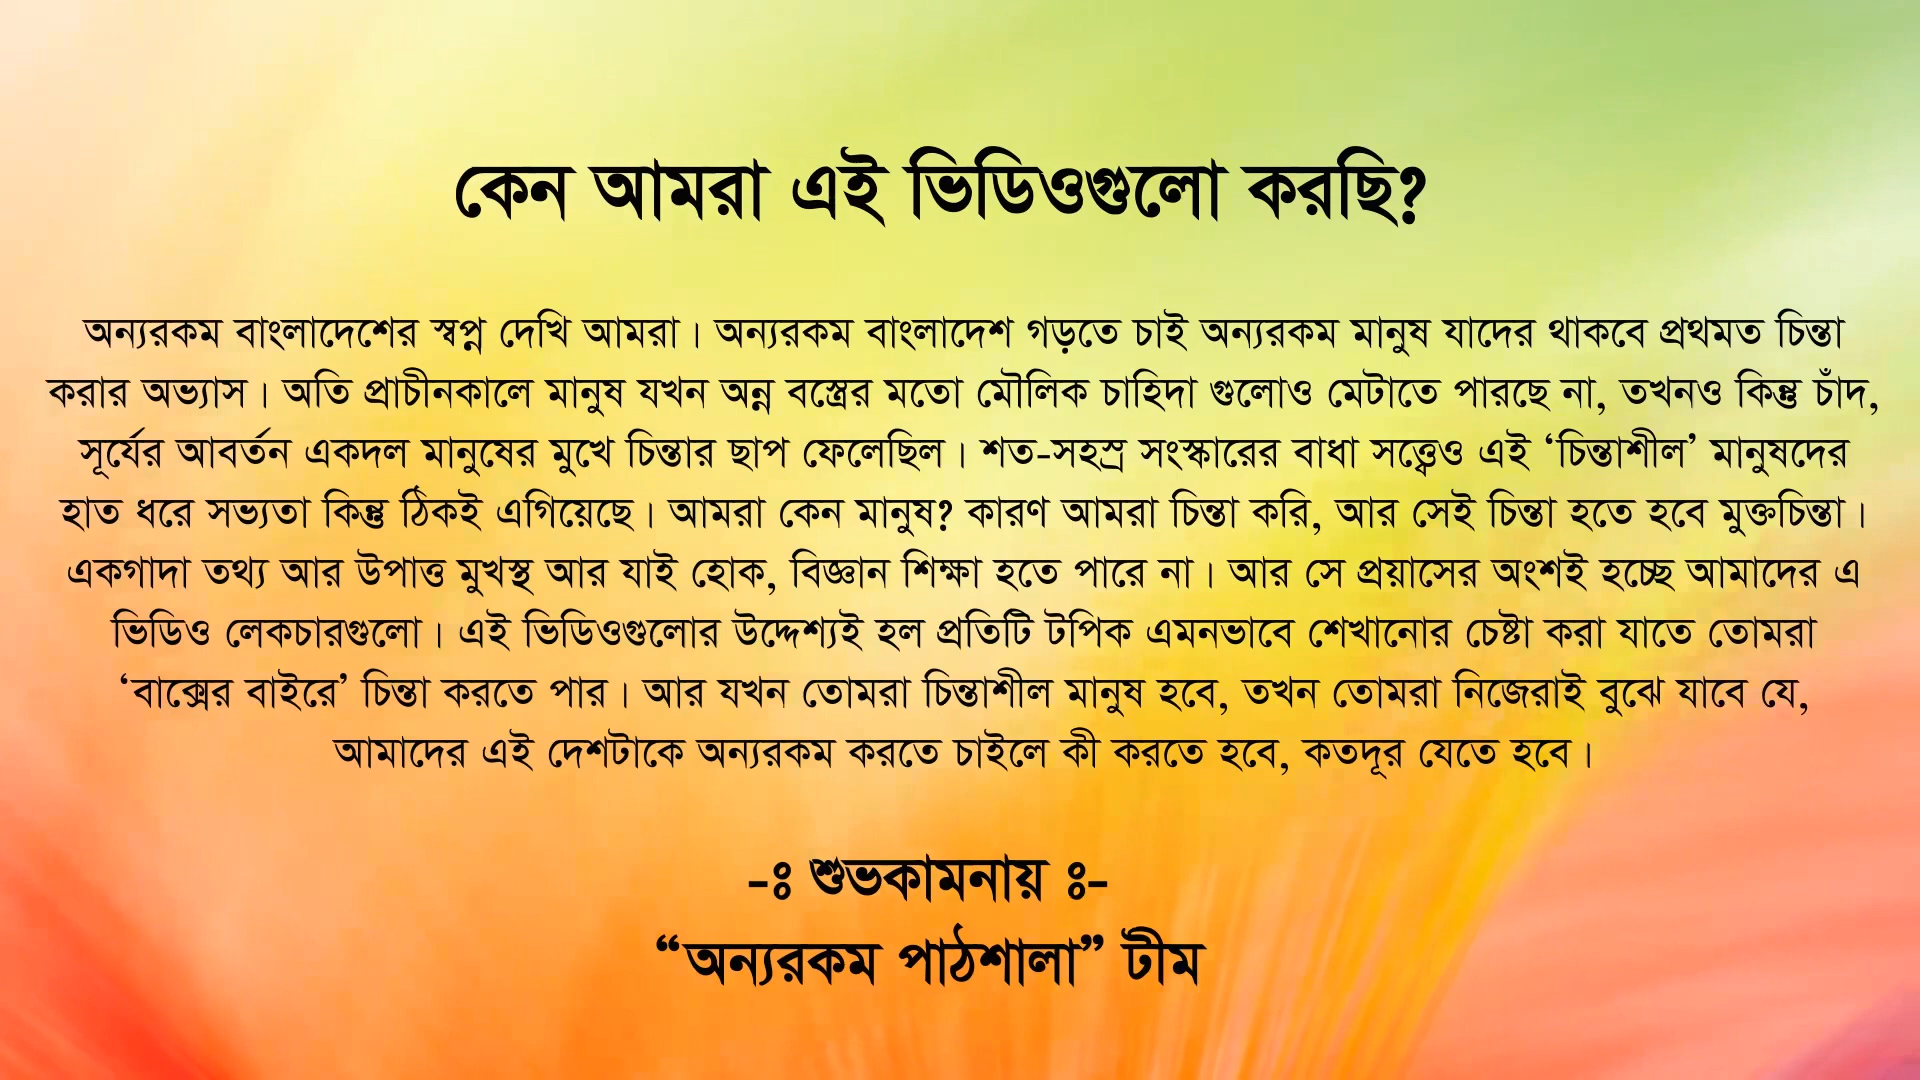 কেন আমরা এই ভিডিওগুলো করছি?
অন্যরকম বাংলাদেশের স্বপ্ন দেখি আমরা। অন্যরকম বাংলাদেশ গড়তে চাই অন্যরকম মানুষ যাদের থাকবে প্রথমত চিন্তা
করার অভ্যাস। অতি প্রাচীনকালে মানুষ যখন অন্ন বস্ত্রের মতো মৌলিক চাহিদা গুলোও মেটাতে পারছে না, তখনও কিন্তু চাঁদ,
সূর্যের আবর্তন একদল মানুষের মুখে চিন্তার ছাপ ফেলেছিল। শত-সহস্র সংস্কারের বাধা সত্ত্বেও এই ‘চিন্তাশীল’ মানুষদের
হাত ধরে সভ্যতা কিন্তু ঠিকই এগিয়েছে। আমরা কেন মানুষ? কারণ আমরা চিন্তা করি, আর সেই চিন্তা হতে হবে মুক্তচিন্তা।
একগাদা তথ্য আর উপাত্ত মুখস্থ আর যাই হোক, বিজ্ঞান শিক্ষা হতে পারে না। আর সে প্রয়াসের অংশই হচ্ছে আমাদের এ
ভিডিও লেকচারগুলো। এই ভিডিওগুলোর উদ্দেশ্যই হল প্রতিটি টপিক এমনভাবে শেখানোর চেষ্টা করা যাতে তোমরা
‘বাক্সের বাইরে’ চিন্তা করতে পার। আর যখন তোমরা চিন্তাশীল মানুষ হবে, তখন তোমরা নিজেরাই বুঝে যাবে যে,
আমাদের এই দেশটাকে অন্যরকম করতে চাইলে কী করতে হবে, কতদূর যেতে হবে।
-ঃ শুভকামনায় ঃ-
“অন্যরকম পাঠশালা” টীম